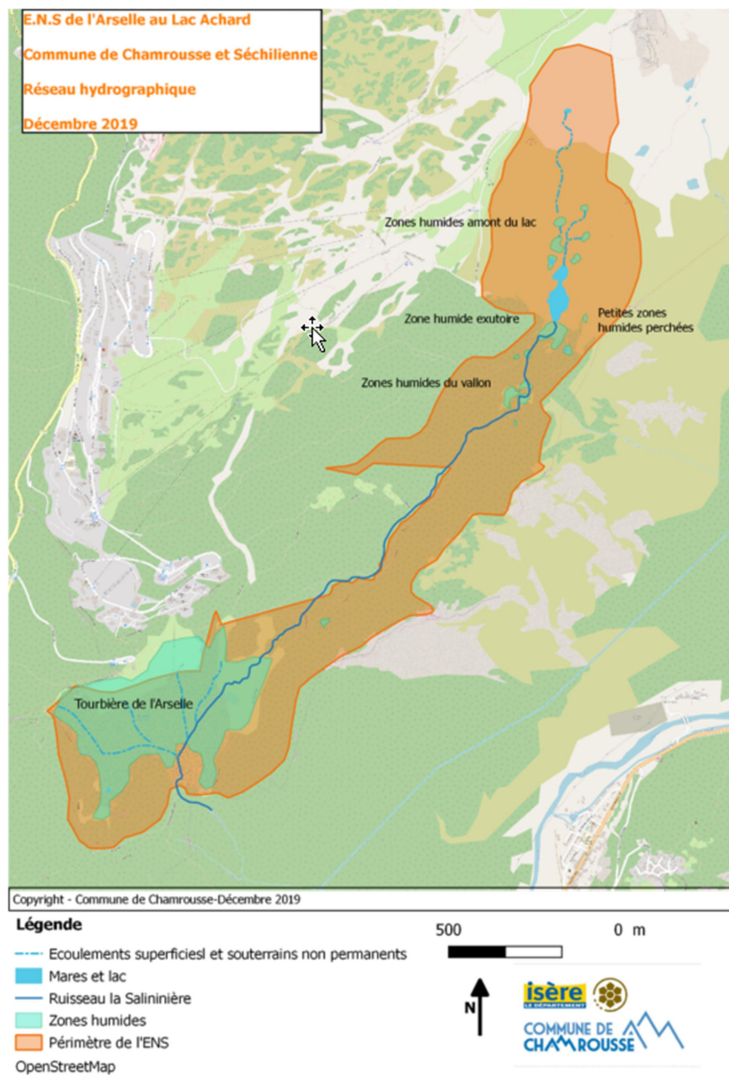 E.N.S de l'Arselle au Lac Achard
Commune de Chamrousse et Séchilienne
Réseau hydrographique
Décembre 2019
Zones humides amont du lac
Zone humide exutoire
Petites zones
humides perchées
Zones humides du vallon
Tourbière de l'Arselle
Copyright - Commune de Chamrousse-Décembre 2019
Légende
Ecoulements superficiesl et souterrains non permanents
Mares et lac
Ruisseau la Salininière
Zones humides
Périmètre de l'ENS
OpenStreetMap
500 0 m
N
isère
LE DÉPARTEMENT
COMMUNE DE
CHAMROUSSE